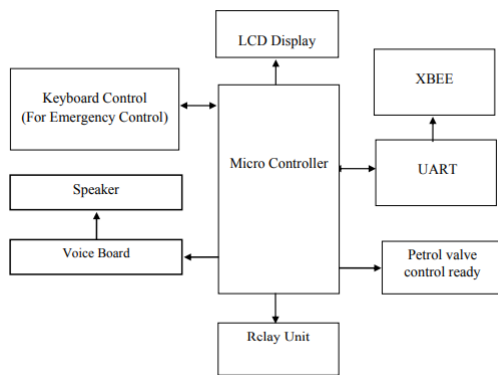 LCD Display
XBEE
Keyboard Control
(For Emergency Control)
Micro Controller
UART
Speaker
Voice Board
Petrol valve
control ready
Relay Unit